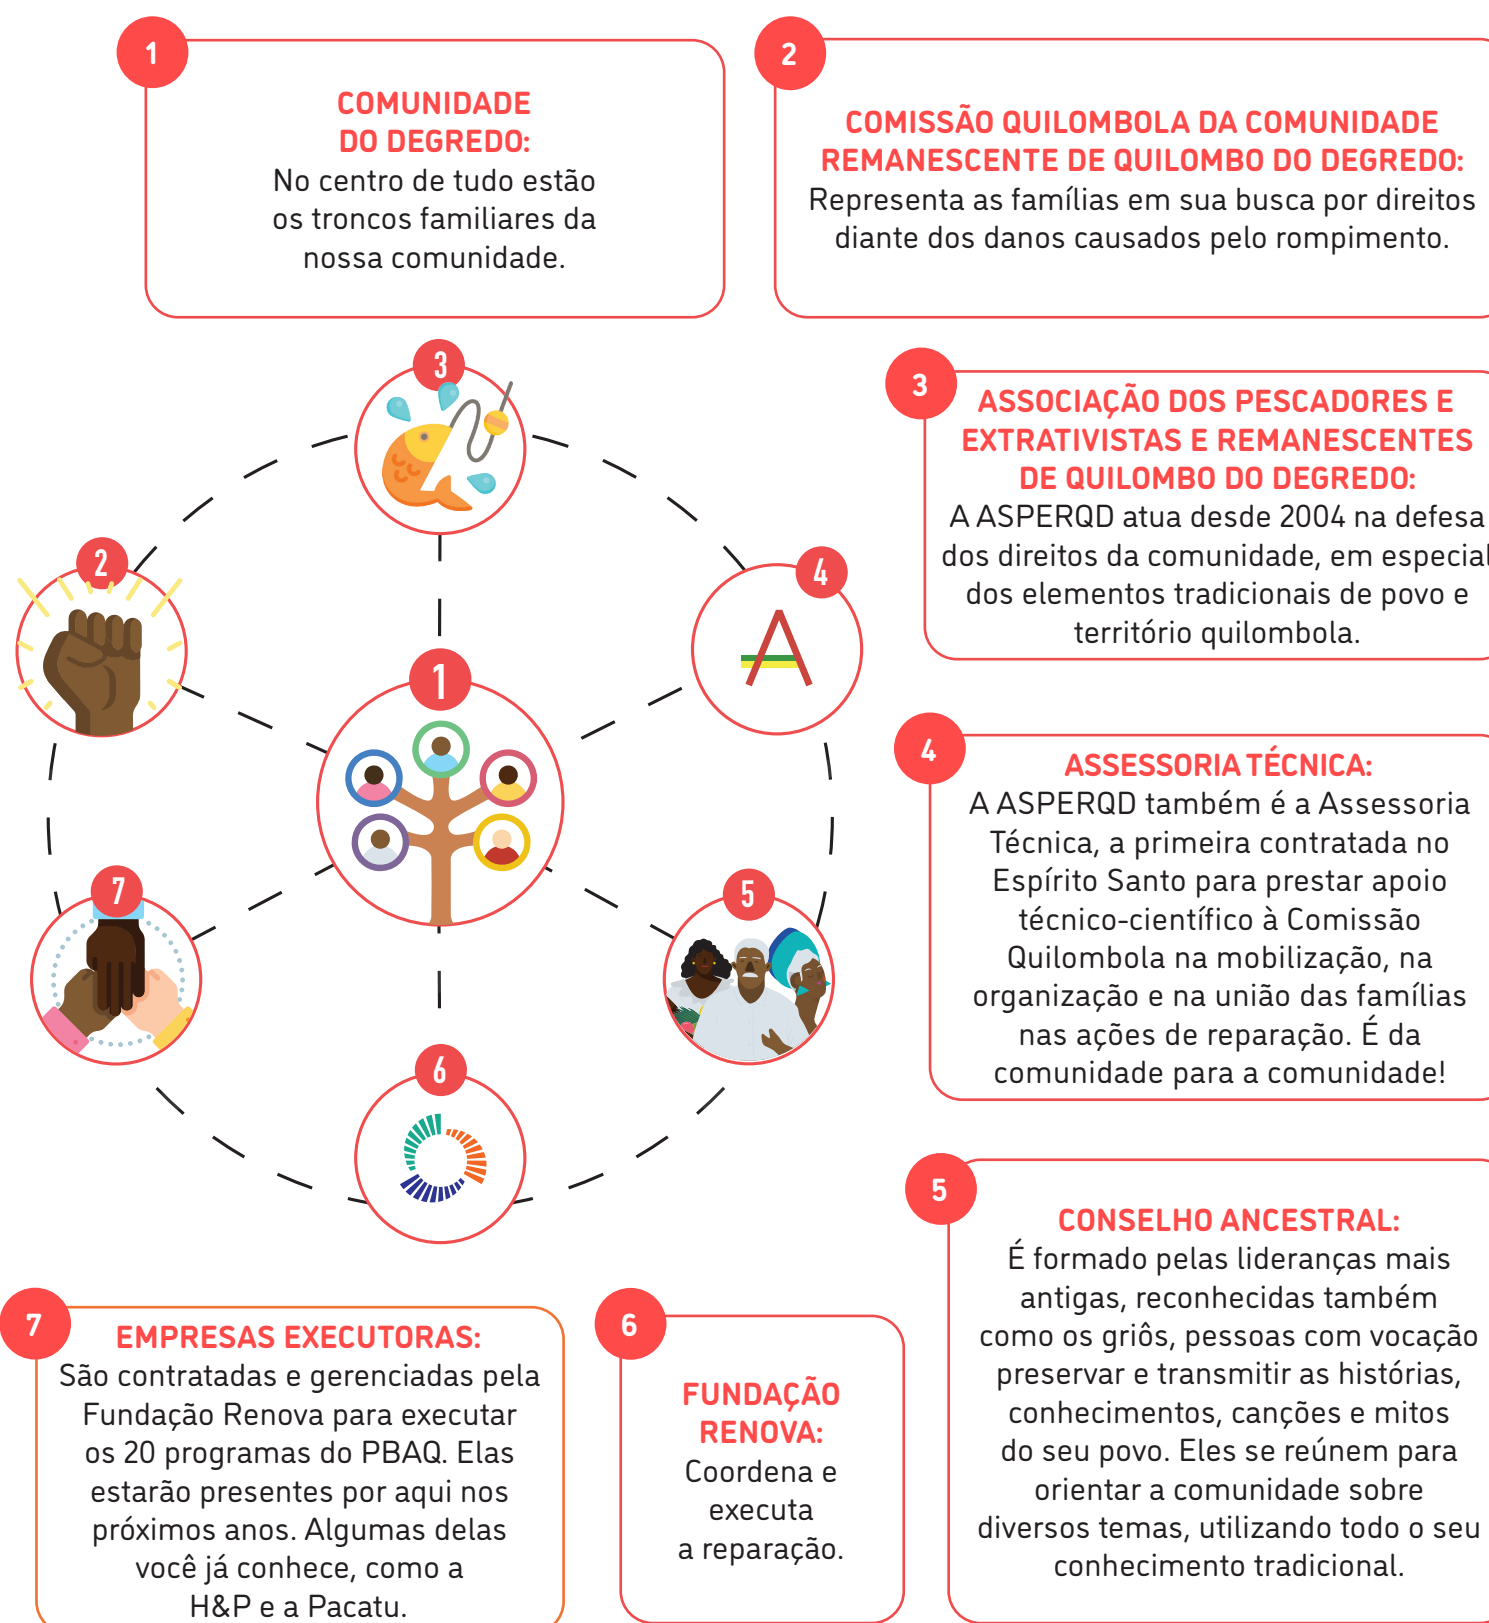 1
COMUNIDADE
DO DEGREDO:
No centro de tudo estão
os troncos familiares da
nossa comunidade.
2
COMISSÃO QUILOMBOLA DA COMUNIDADE
REMANESCENTE DE QUILOMBO DO DEGREDO:
Representa as famílias em sua busca por direitos
diante dos danos causados pelo rompimento.
3
2
4
1
7
5
6
3
ASSOCIAÇÃO DOS PESCADORES E
EXTRATIVISTAS E REMANESCENTES
DE QUILOMBO DO DEGREDO:
A ASPERQD atua desde 2004 na defesa
dos direitos da comunidade, em especial
dos elementos tradicionais de povo e
território quilombola.
4
ASSESSORIA TÉCNICA:
A ASPERQD também é a Assessoria
Técnica, a primeira contratada no
Espírito Santo para prestar apoio
técnico-científico à Comissão
Quilombola na mobilização, na
organização e na união das famílias
nas ações de reparação. É da
comunidade para a comunidade!
5
CONSELHO ANCESTRAL:
É formado pelas lideranças mais
antigas, reconhecidas também
como os griôs, pessoas com vocação
preservar e transmitir as histórias,
conhecimentos, canções e mitos
do seu povo. Eles se reúnem para
orientar a comunidade sobre
diversos temas, utilizando todo o seu
conhecimento tradicional.
6
FUNDAÇÃO
RENOVA:
Coordena e
executa
a reparação.
7
EMPRESAS EXECUTORAS:
São contratadas e gerenciadas pela
Fundação Renova para executar
os 20 programas do PBAQ. Elas
estarão presentes por aqui nos
próximos anos. Algumas delas
você já conhece, como a
H&P e a Pacatu.